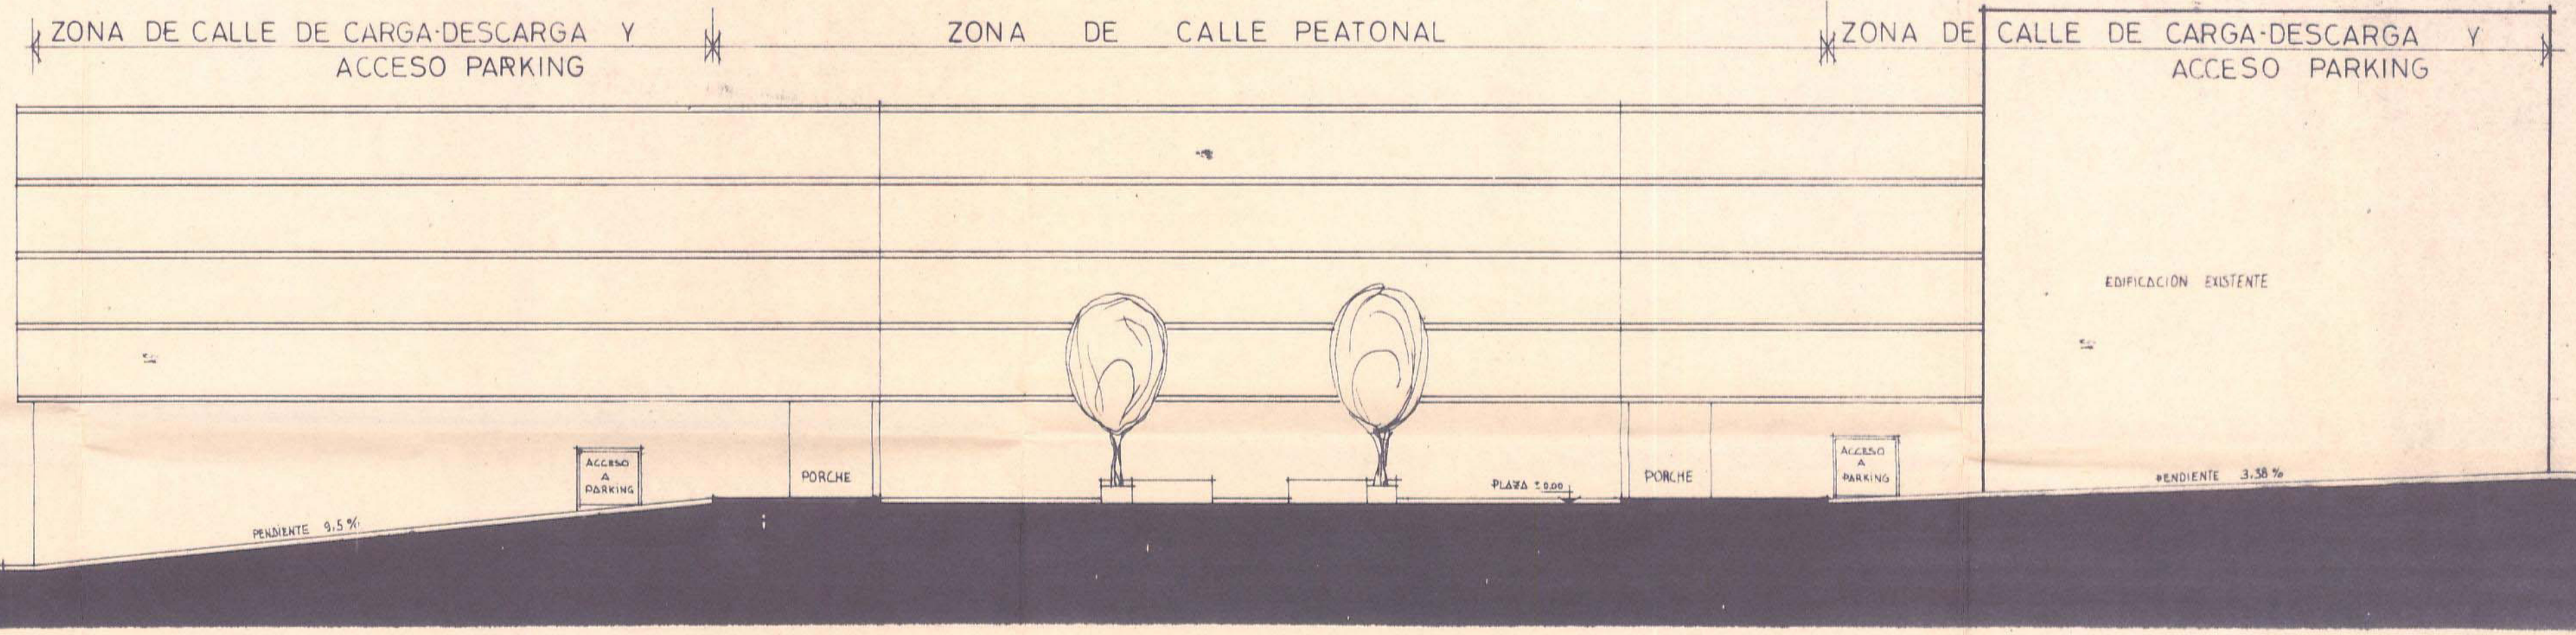 ZONA DE CALLE DE CARGA-DESCARGA Y
ACCESO PARKING
ZONA DE CALLE PEATONAL
ZONA DE CALLE DE CARGA-DESCARGA Y
ACCESO PARKING
EDIFICACION EXISTENTE
ACCESO
A
PARKING
PORCHE
PLAZA ±0,00
PORCHE
ACCESO
A
PARKING
PENDIENTE 3,38 %
PENDIENTE 9,5 %